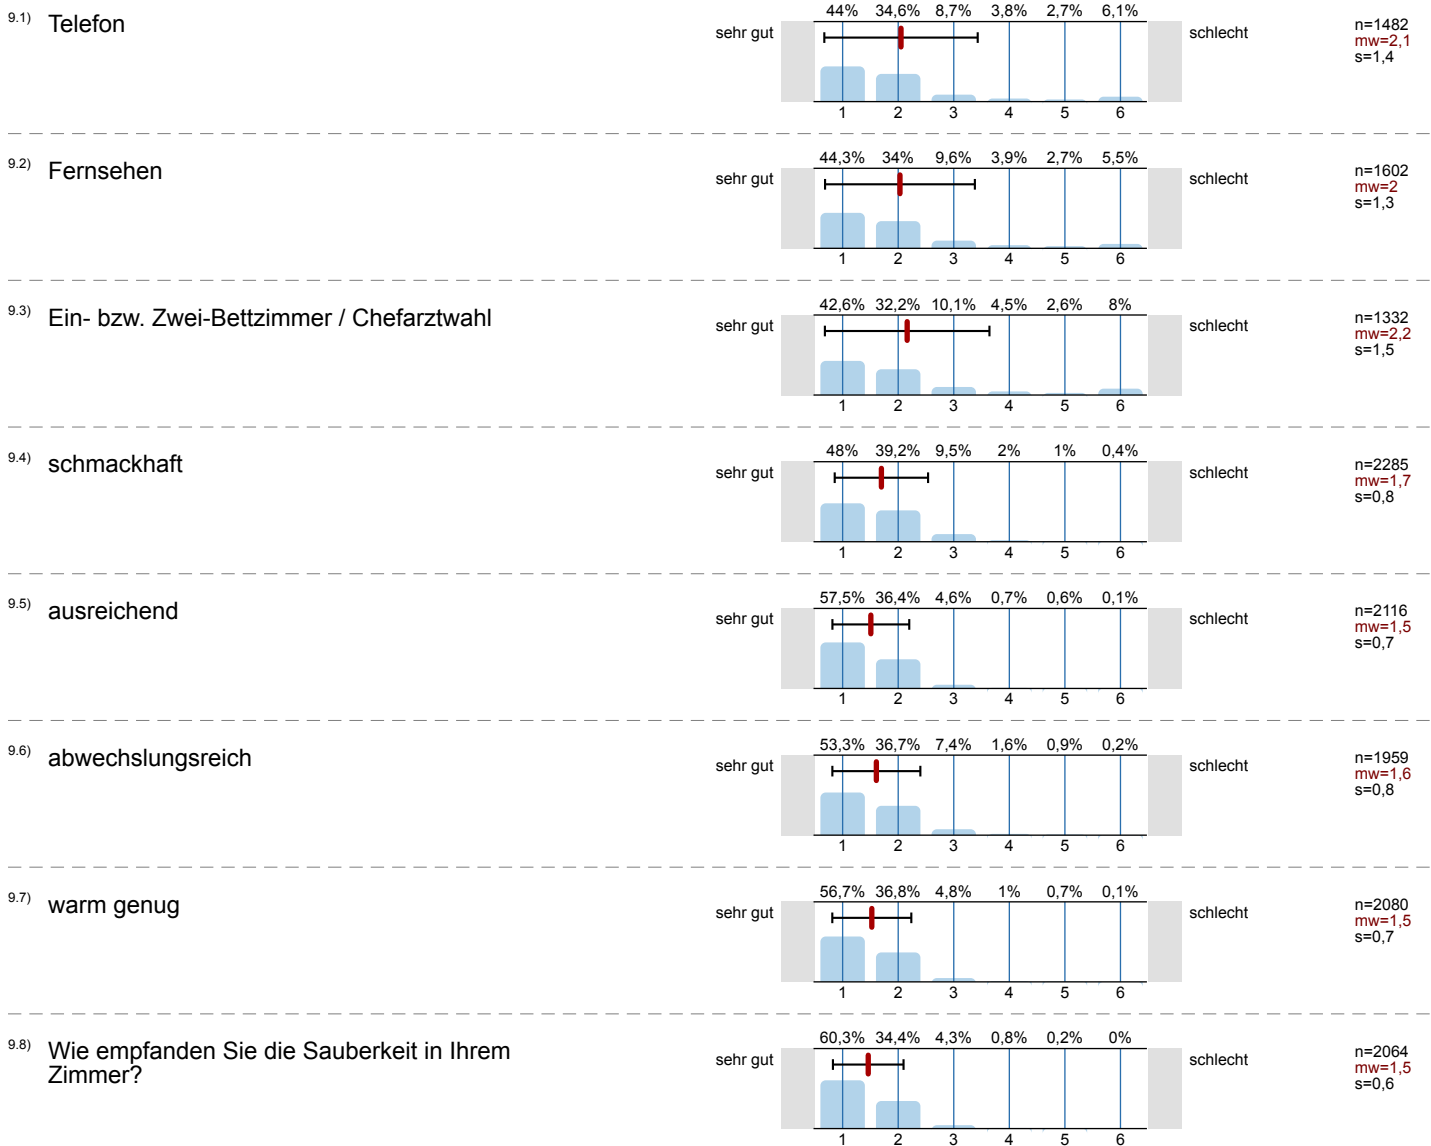 9.1) Telefon
44% 34,6% 8,7% 3,8% 2,7% 6,1%
sehr gut schlecht
1 2 3 4 5 6
n=1482
mw=2,1
s=1,4
9.2) Fernsehen
44,3% 34% 9,6% 3,9% 2,7% 5,5%
sehr gut schlecht
1 2 3 4 5 6
n=1602
mw=2
s=1,3
9.3) Ein- bzw. Zwei-Bettzimmer / Chefarztwahl
42,6% 32,2% 10,1% 4,5% 2,6% 8%
sehr gut schlecht
1 2 3 4 5 6
n=1332
mw=2,2
s=1,5
9.4) schmackhaft
48% 39,2% 9,5% 2% 1% 0,4%
sehr gut schlecht
1 2 3 4 5 6
n=2285
mw=1,7
s=0,8
9.5) ausreichend
57,5% 36,4% 4,6% 0,7% 0,6% 0,1%
sehr gut schlecht
1 2 3 4 5 6
n=2116
mw=1,5
s=0,7
9.6) abwechslungsreich
53,3% 36,7% 7,4% 1,6% 0,9% 0,2%
sehr gut schlecht
1 2 3 4 5 6
n=1959
mw=1,6
s=0,8
9.7) warm genug
56,7% 36,8% 4,8% 1% 0,7% 0,1%
sehr gut schlecht
1 2 3 4 5 6
n=2080
mw=1,5
s=0,7
9.8) Wie empfanden Sie die Sauberkeit in Ihrem
Zimmer?
60,3% 34,4% 4,3% 0,8% 0,2% 0%
sehr gut schlecht
1 2 3 4 5 6
n=2064
mw=1,5
s=0,6